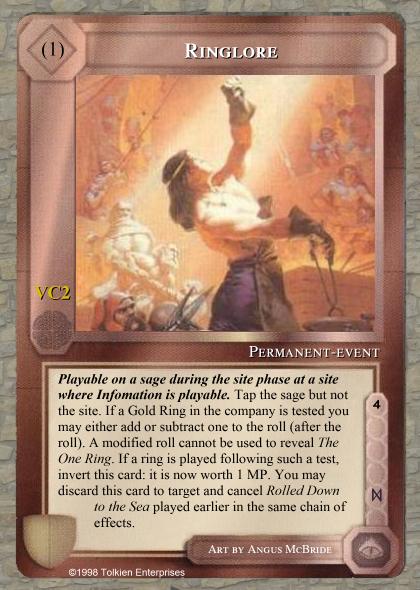 (1)
RINGLORE
VC2
PERMANENT-EVENT
Playable on a sage during the site phase at a site
where Infomation is playable. Tap the sage but not
the site. If a Gold Ring in the company is tested you
may either add or subtract one to the roll (after the
roll). A modified roll cannot be used to reveal The
One Ring. If a ring is played following such a test,
invert this card: it is now worth 1 MP. You may
discard this card to target and cancel Rolled Down
to the Sea played earlier in the same chain of
effects.
4
ART BY ANGUS MCBRIDE
©1998 Tolkien Enterprises